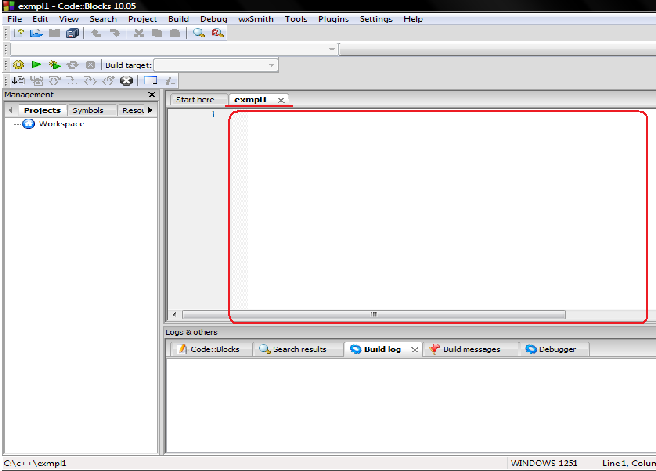 exmpl1 - Code::Blocks 10.05
File Edit View Search Project Build Debug wxSmith Tools Plugins Settings Help
Build target:
Management
Projects Symbols Resou
Workspace
Start here exmpl1
1
Logs & others
Code::Blocks Search results Build log Build messages Debugger
C:\c++\exmpl1 WINDOWS-1251 Line 1, Colum